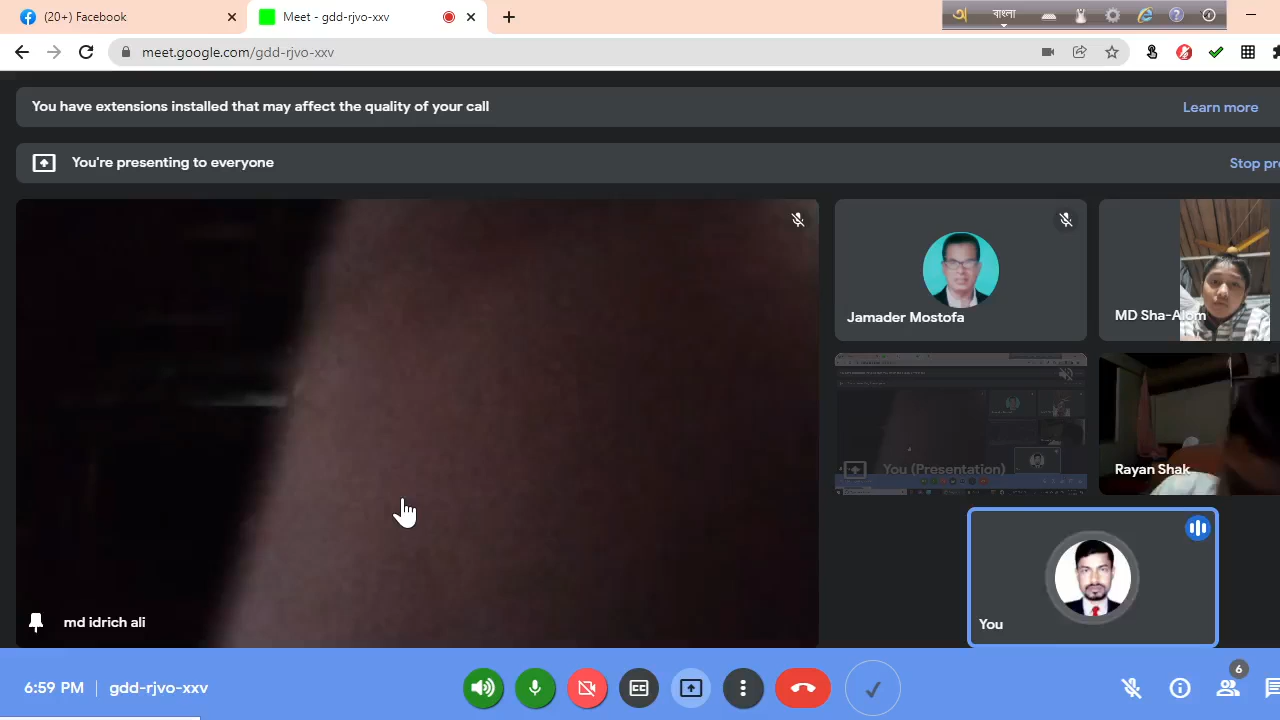 (20+) Facebook
Meet - gdd-rjvo-xxv
অ
বাংলা
meet.google.com/gdd-rjvo-xxv
You have extensions installed that may affect the quality of your call
Learn more
You're presenting to everyone
Stop pre
Jamader Mostofa
MD Sha-Alom
You (Presentation)
Rayan Shak
md idrich ali
You
6:59 PM
gdd-rjvo-xxv
CC
6